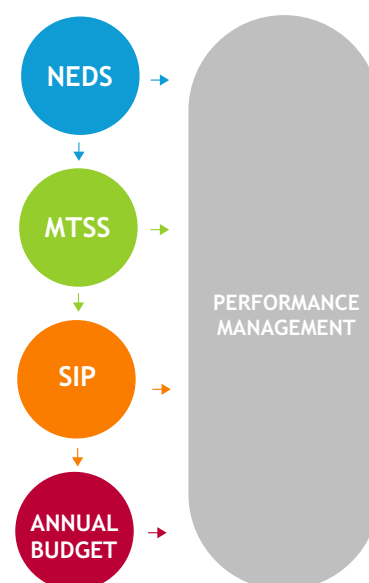 NEDS
MTSS
SIP
ANNUAL
BUDGET
PERFORMANCE
MANAGEMENT